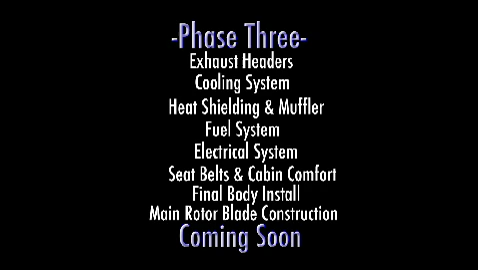 -Phase Three-
Exhaust Headers
Cooling System
Heat Shielding & Muffler
Fuel System
Electrical System
Seat Belts & Cabin Comfort
Final Body Install
Main Rotor Blade Construction
Coming Soon